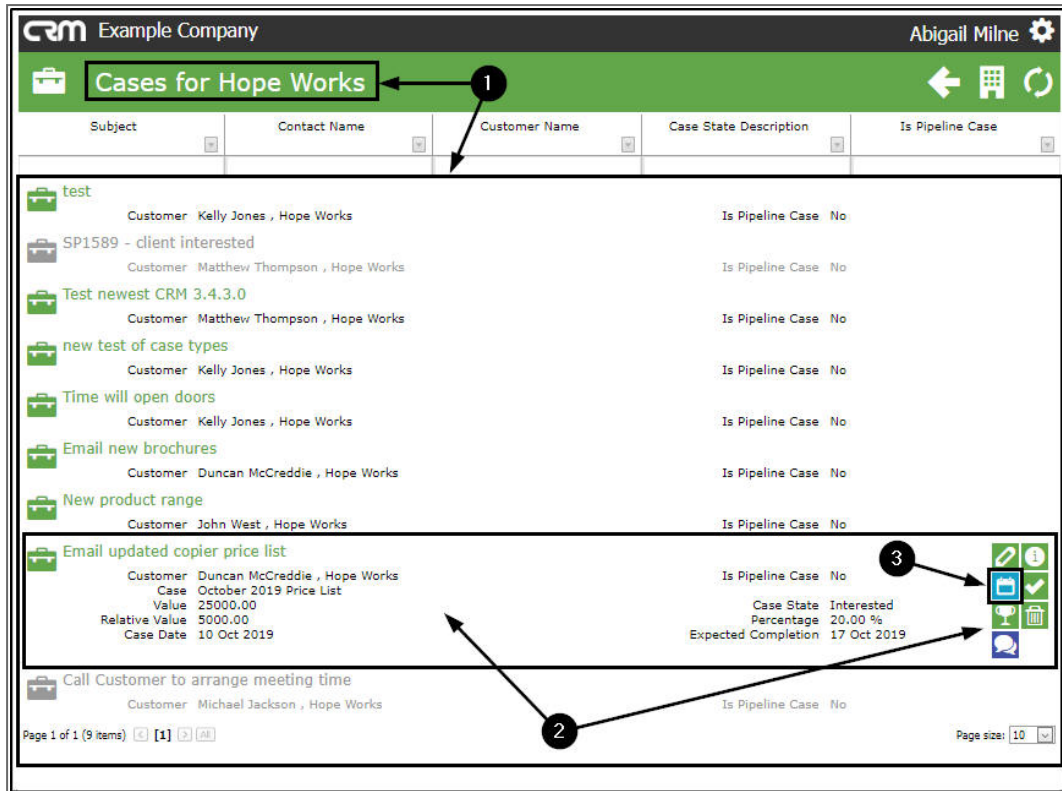 CRM Example Company
Abigail Milne
Cases for Hope Works
1
Subject Contact Name Customer Name Case State Description Is Pipeline Case
test
Customer Kelly Jones , Hope Works Is Pipeline Case No
SP1589 - client interested
Customer Matthew Thompson , Hope Works Is Pipeline Case No
Test newest CRM 3.4.3.0
Customer Matthew Thompson , Hope Works Is Pipeline Case No
new test of case types
Customer Kelly Jones , Hope Works Is Pipeline Case No
Time will open doors
Customer Kelly Jones , Hope Works Is Pipeline Case No
Email new brochures
Customer Duncan McCreddie , Hope Works Is Pipeline Case No
New product range
Customer John West , Hope Works Is Pipeline Case No
Email updated copier price list
3
Customer Duncan McCreddie , Hope Works Is Pipeline Case No
Case October 2019 Price List
Value 25000.00 Case State Interested
Relative Value 5000.00 Percentage 20.00 %
Case Date 10 Oct 2019 Expected Completion 17 Oct 2019
Call Customer to arrange meeting time
Customer Michael Jackson , Hope Works Is Pipeline Case No
2
Page 1 of 1 (9 items) < [1] > All Page size: 10